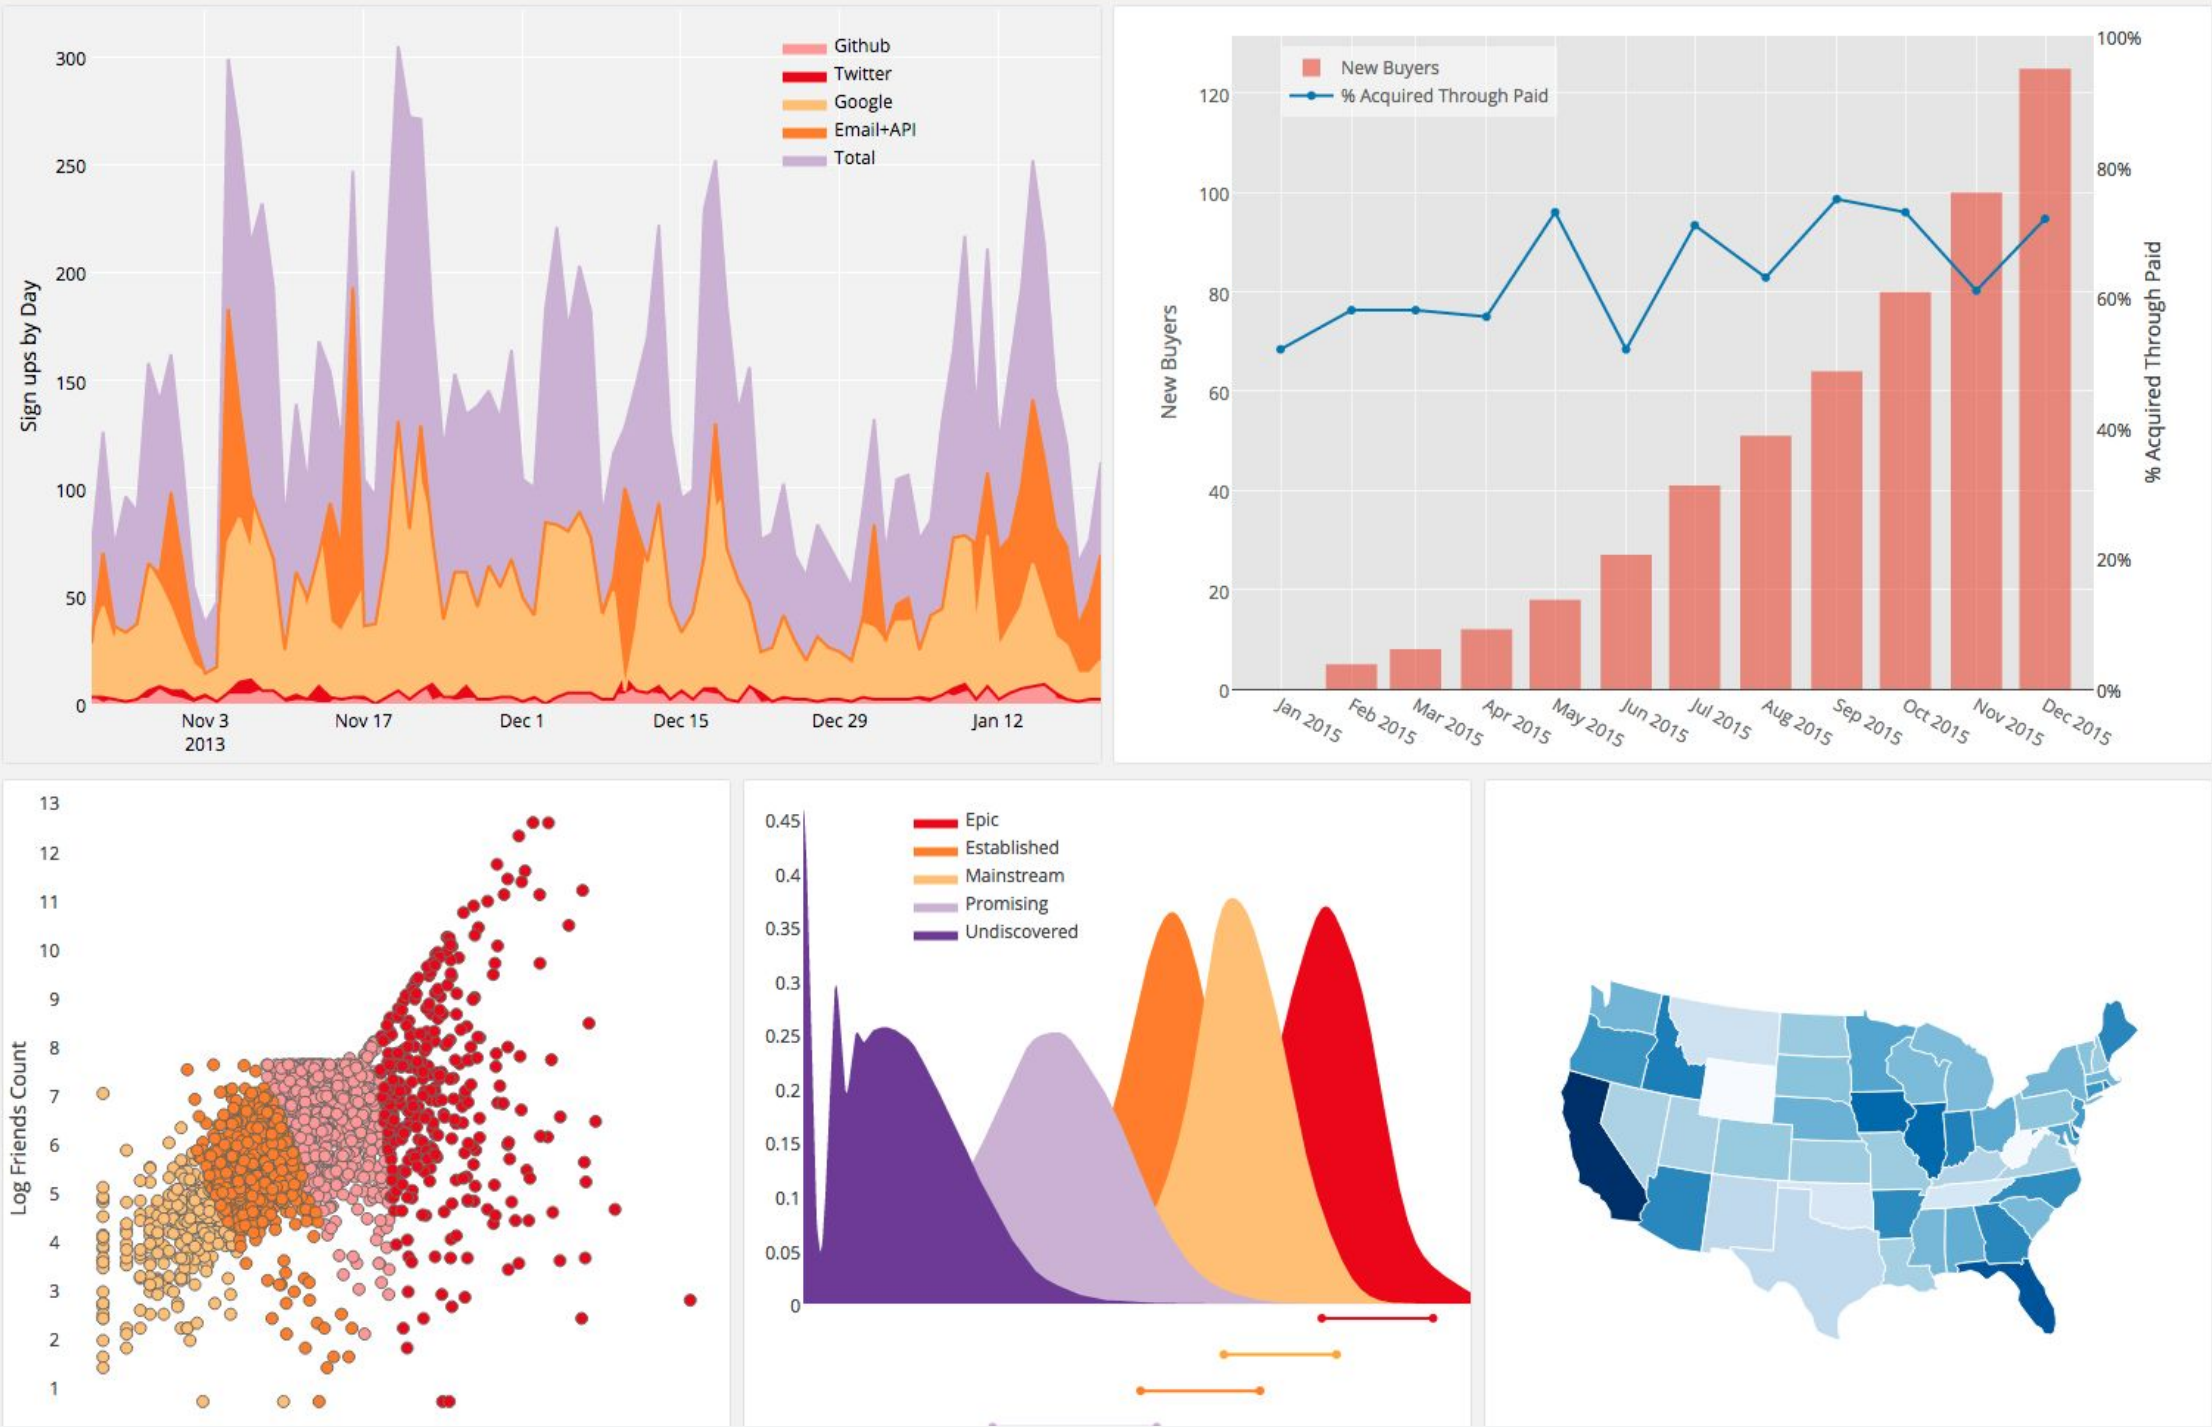 Sign ups by Day
300
250
200
150
100
50
0
Github
Twitter
Google
Email+API
Total
Nov 3
2013
Nov 17
Dec 1
Dec 15
Dec 29
Jan 12
New Buyers
120
100
80
60
40
20
0
New Buyers
% Acquired Through Paid
100%
80%
60%
40%
20%
0%
% Acquired Through Paid
Jan 2015
Feb 2015
Mar 2015
Apr 2015
May 2015
Jun 2015
Jul 2015
Aug 2015
Sep 2015
Oct 2015
Nov 2015
Dec 2015
Log Friends Count
13
12
11
10
9
8
7
6
5
4
3
2
1
0.45
0.4
0.35
0.3
0.25
0.2
0.15
0.1
0.05
0
Epic
Established
Mainstream
Promising
Undiscovered